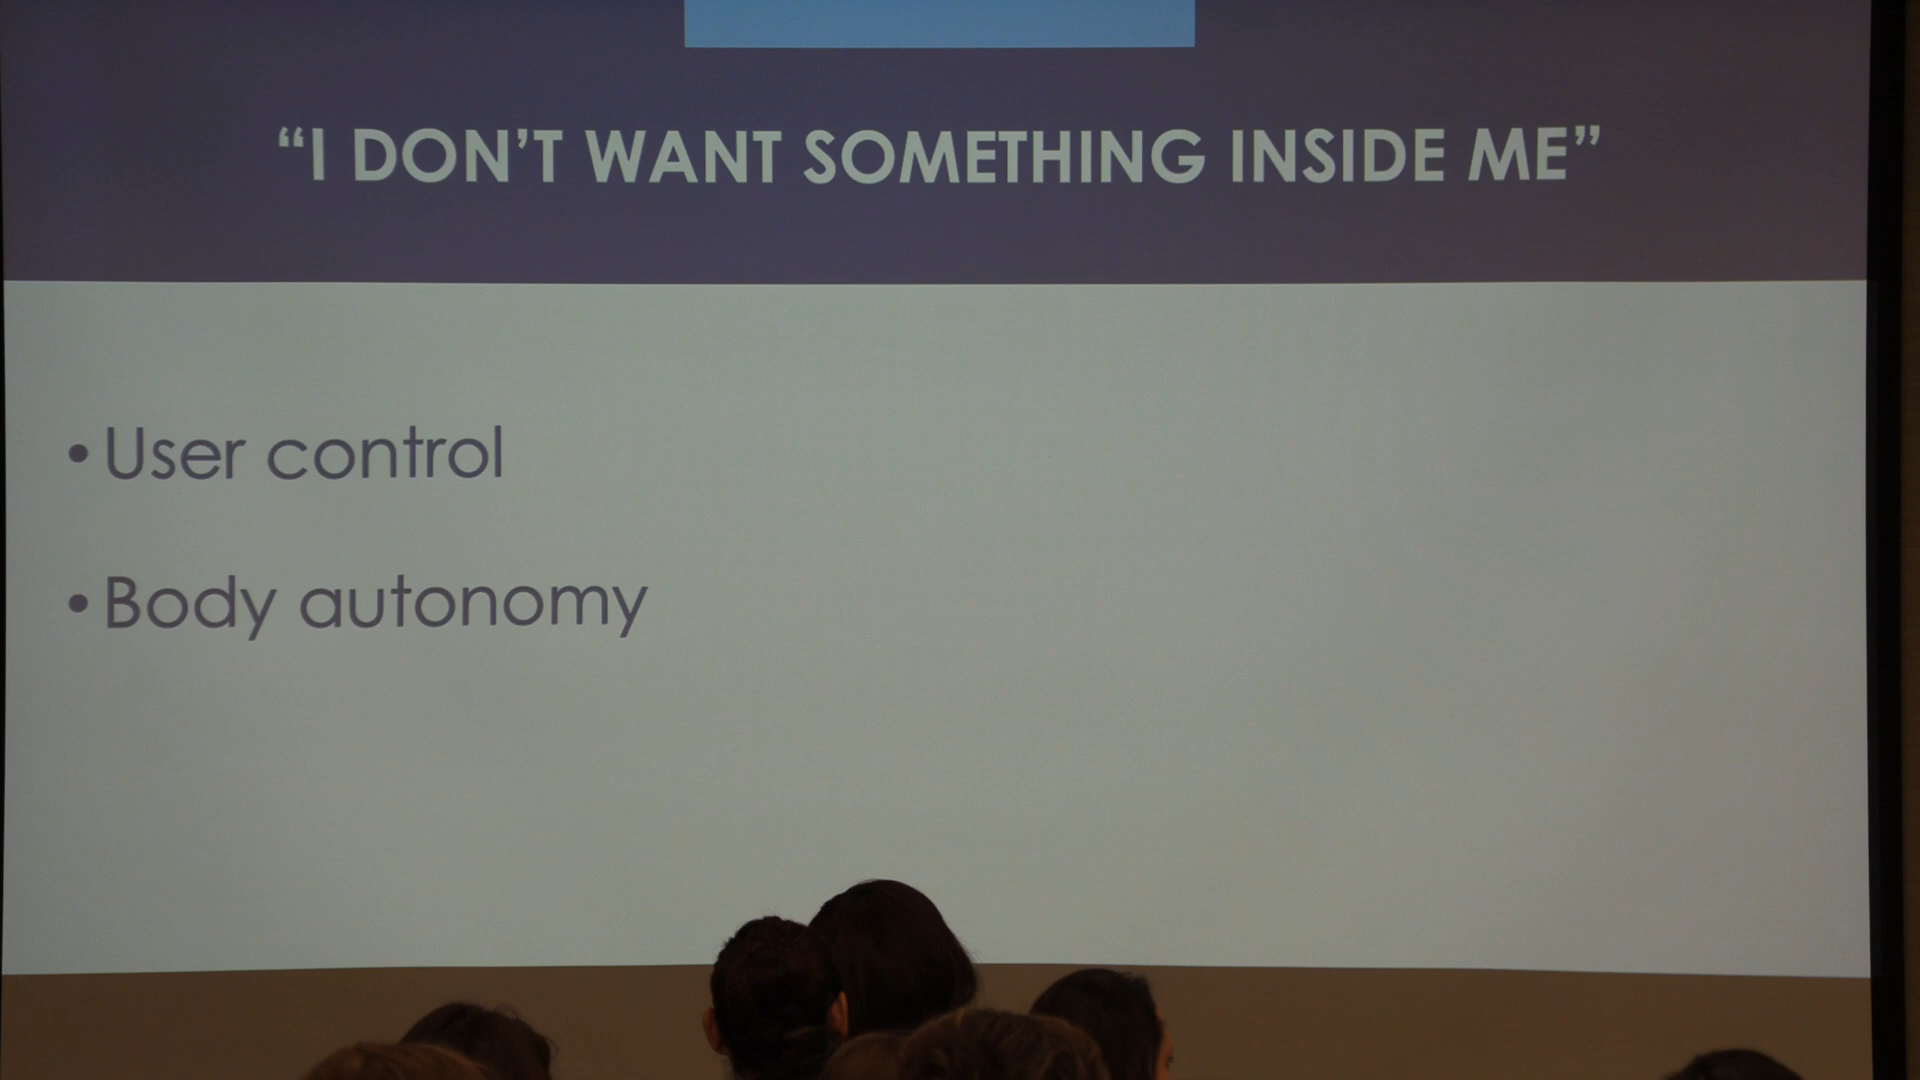 “I DON’T WANT SOMETHING INSIDE ME”
• User control
• Body autonomy